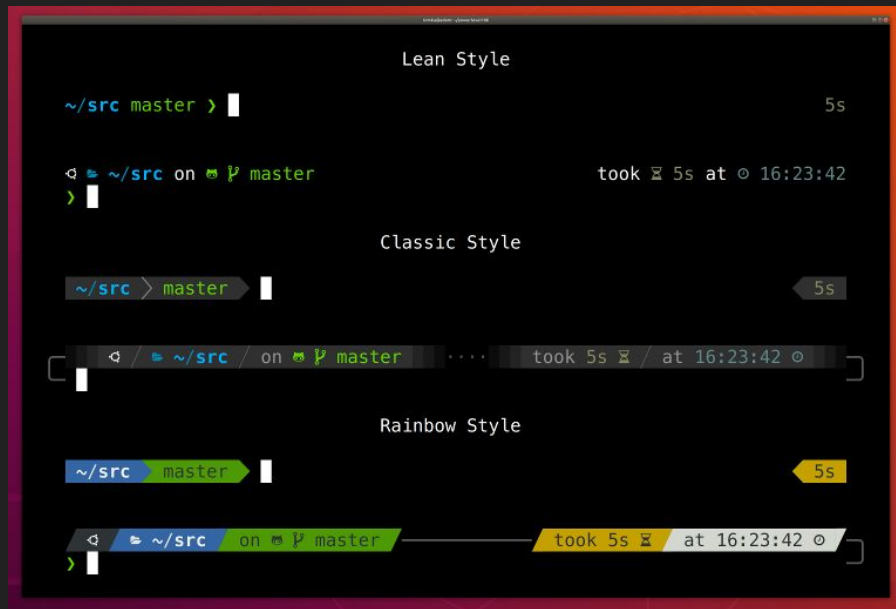 Lean Style
~/src master ❯ 5s
~/src on master took 5s at 16:23:42
❯
Classic Style
~/src master 5s
~/src / on master ···· took 5s / at 16:23:42
Rainbow Style
~/src master 5s
~/src on master took 5s at 16:23:42
❯